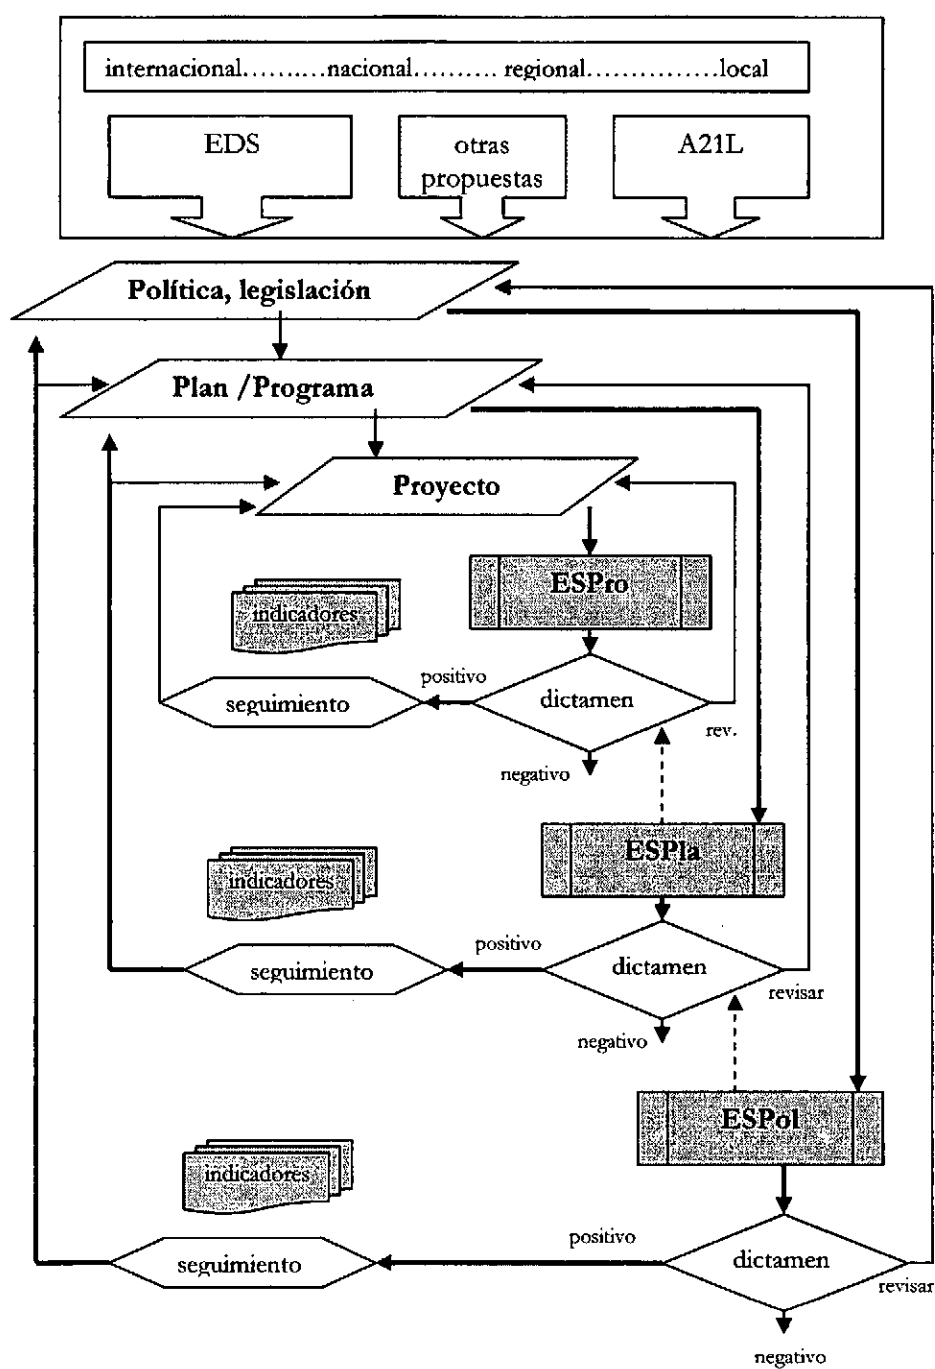 internacional.........nacional.......... regional...............local
EDS
otras
propuestas
A21L
Política, legislación
Plan /Programa
Proyecto
ESPro
indicadores
positivo
seguimiento
dictamen
rev.
negativo
ESPla
indicadores
positivo
seguimiento
dictamen
revisar
negativo
ESPol
indicadores
positivo
seguimiento
dictamen
revisar
negativo